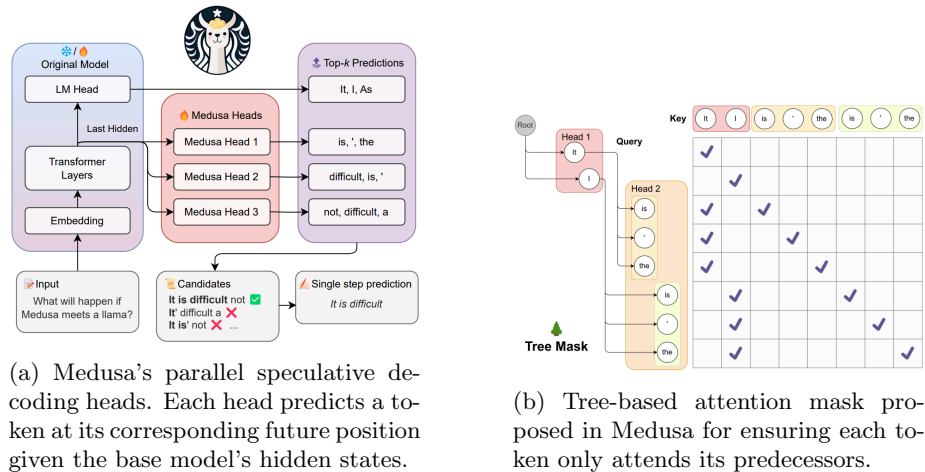 ❄️/🔥
Original Model
LM Head
Last Hidden
Transformer
Layers
Embedding
🔥 Medusa Heads
Medusa Head 1
Medusa Head 2
Medusa Head 3
TOP Top-k Predictions
It, I, As
is, ', the
difficult, is, '
not, difficult, a
Input
What will happen if
Medusa meets a llama?
Candidates
It is difficult not ✅
It' difficult a ❌
It is' not ❌ ...
Single step prediction
It is difficult
(a) Medusa's parallel speculative de-
coding heads. Each head predicts a to-
ken at its corresponding future position
given the base model's hidden states.
Root
Head 1
It
I
Query
Head 2
is
'
the
is
'
the
Key
It I is ' the is ' the
Tree Mask
(b) Tree-based attention mask pro-
posed in Medusa for ensuring each to-
ken only attends its predecessors.